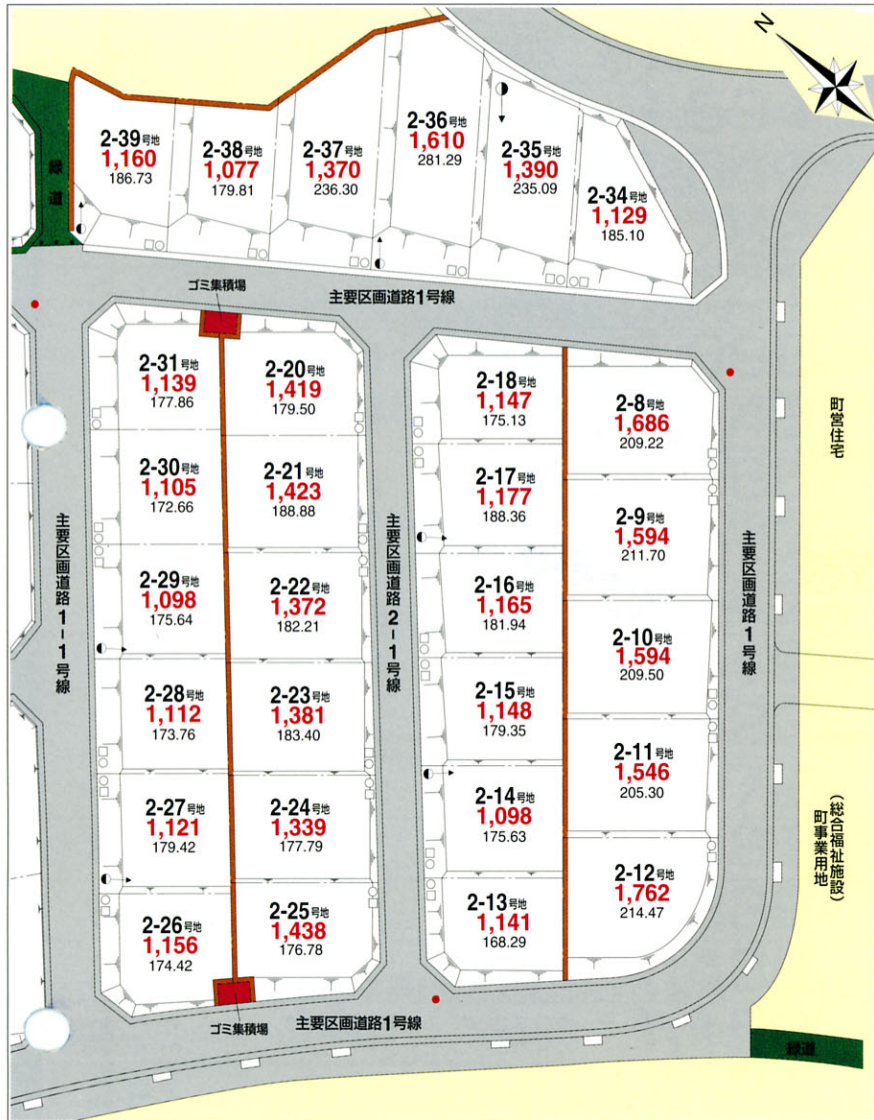 N
2-39号地
1,160
186.73
2-38号地
1,077
179.81
2-37号地
1,370
236.30
2-36号地
1,610
281.29
2-35号地
1,390
235.09
2-34号地
1,129
185.10
緑道
ゴミ集積場
主要区画道路1号線
2-31号地
1,139
177.86
2-20号地
1,419
179.50
2-18号地
1,147
175.13
2-8号地
1,686
209.22
2-30号地
1,105
172.66
2-21号地
1,423
188.88
2-17号地
1,177
188.36
2-9号地
1,594
211.70
2-29号地
1,098
175.64
2-22号地
1,372
182.21
2-16号地
1,165
181.94
2-10号地
1,594
209.50
2-28号地
1,112
173.76
2-23号地
1,381
183.40
2-15号地
1,148
179.35
2-11号地
1,546
205.30
2-27号地
1,121
179.42
2-24号地
1,339
177.79
2-14号地
1,098
175.63
2-12号地
1,762
214.47
2-26号地
1,156
174.42
2-25号地
1,438
176.78
2-13号地
1,141
168.29
主要区画道路1-1号線
主要区画道路2-1号線
主要区画道路1号線
町営住宅
(総合福祉施設)
町事業用地
ゴミ集積場
主要区画道路1号線
緑道